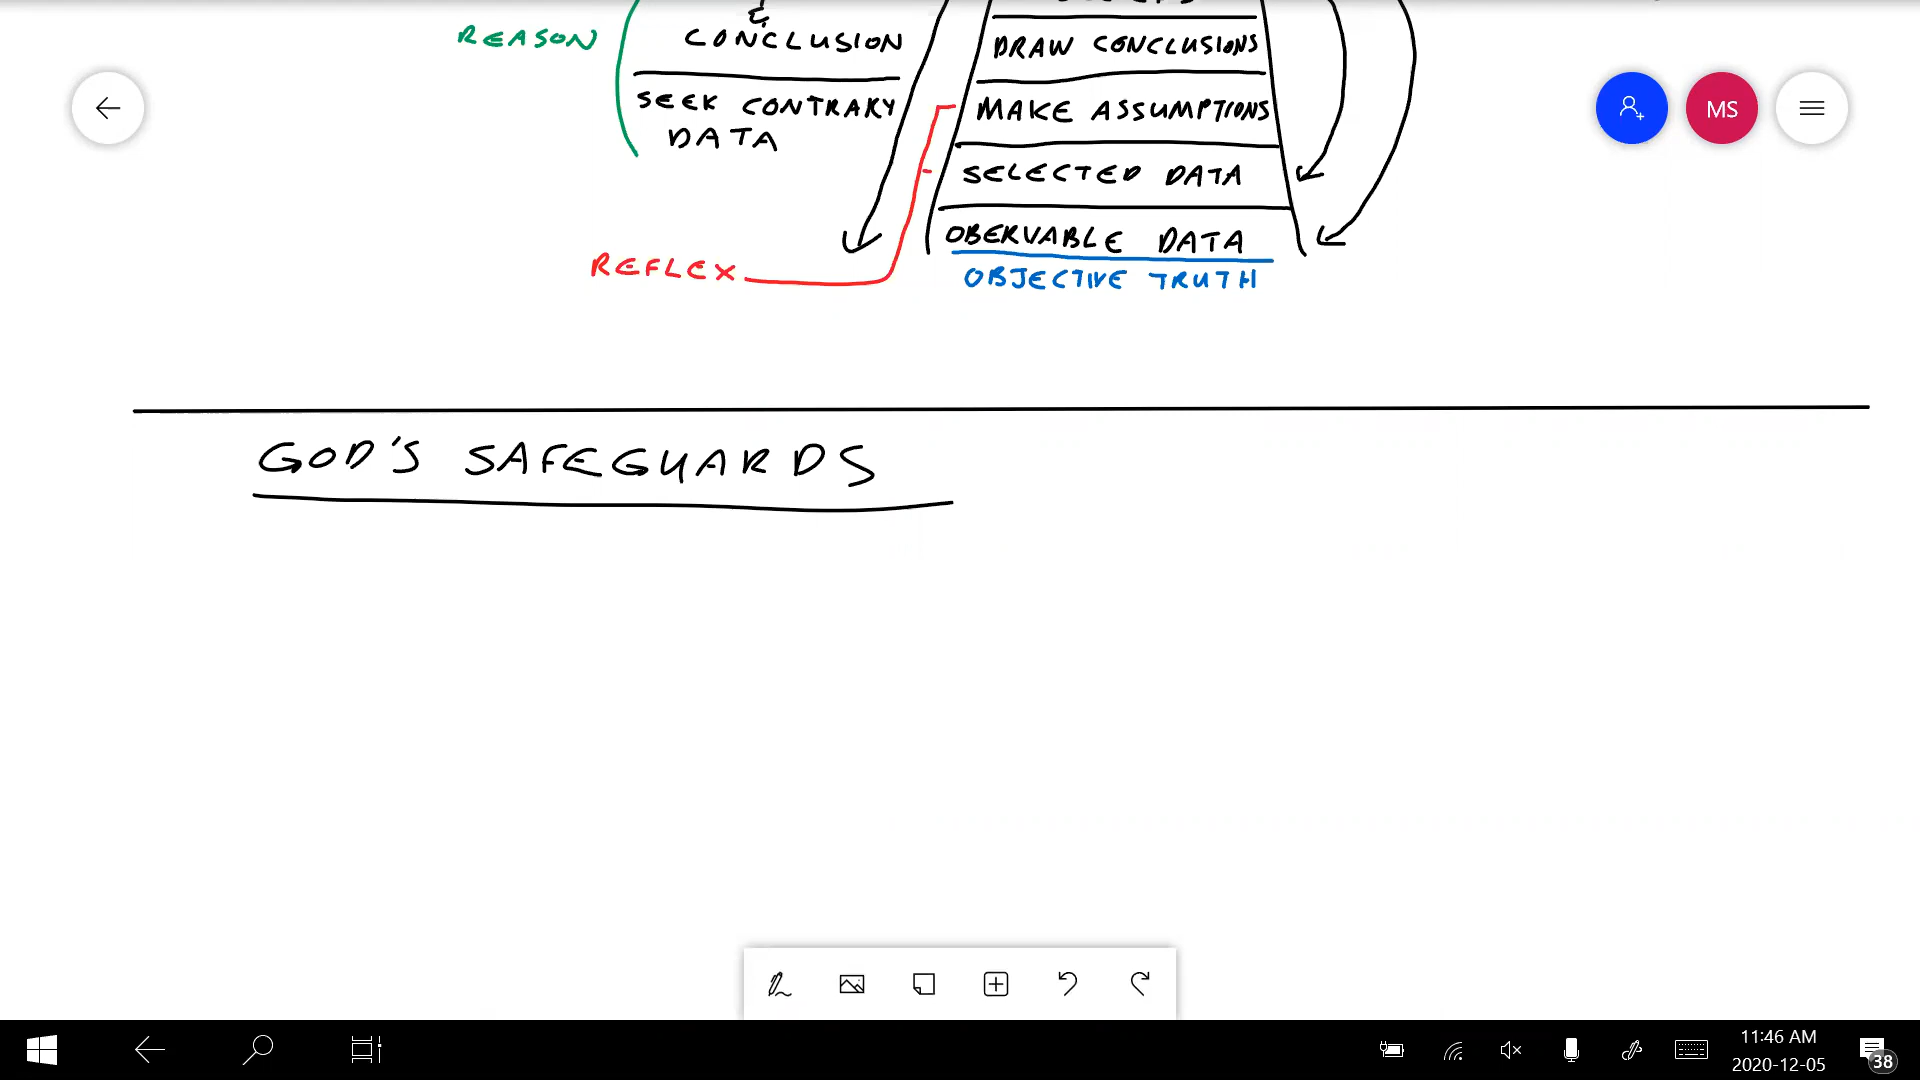 &
CONCLUSION
REASON
SEEK CONTRARY
DATA
DRAW CONCLUSIONS
MAKE ASSUMPTIONS
SELECTED DATA
OBERVABLE DATA
OBJECTIVE TRUTH
REFLEX
MS
GOD'S SAFEGUARDS
11:46 AM
2020-12-05
38